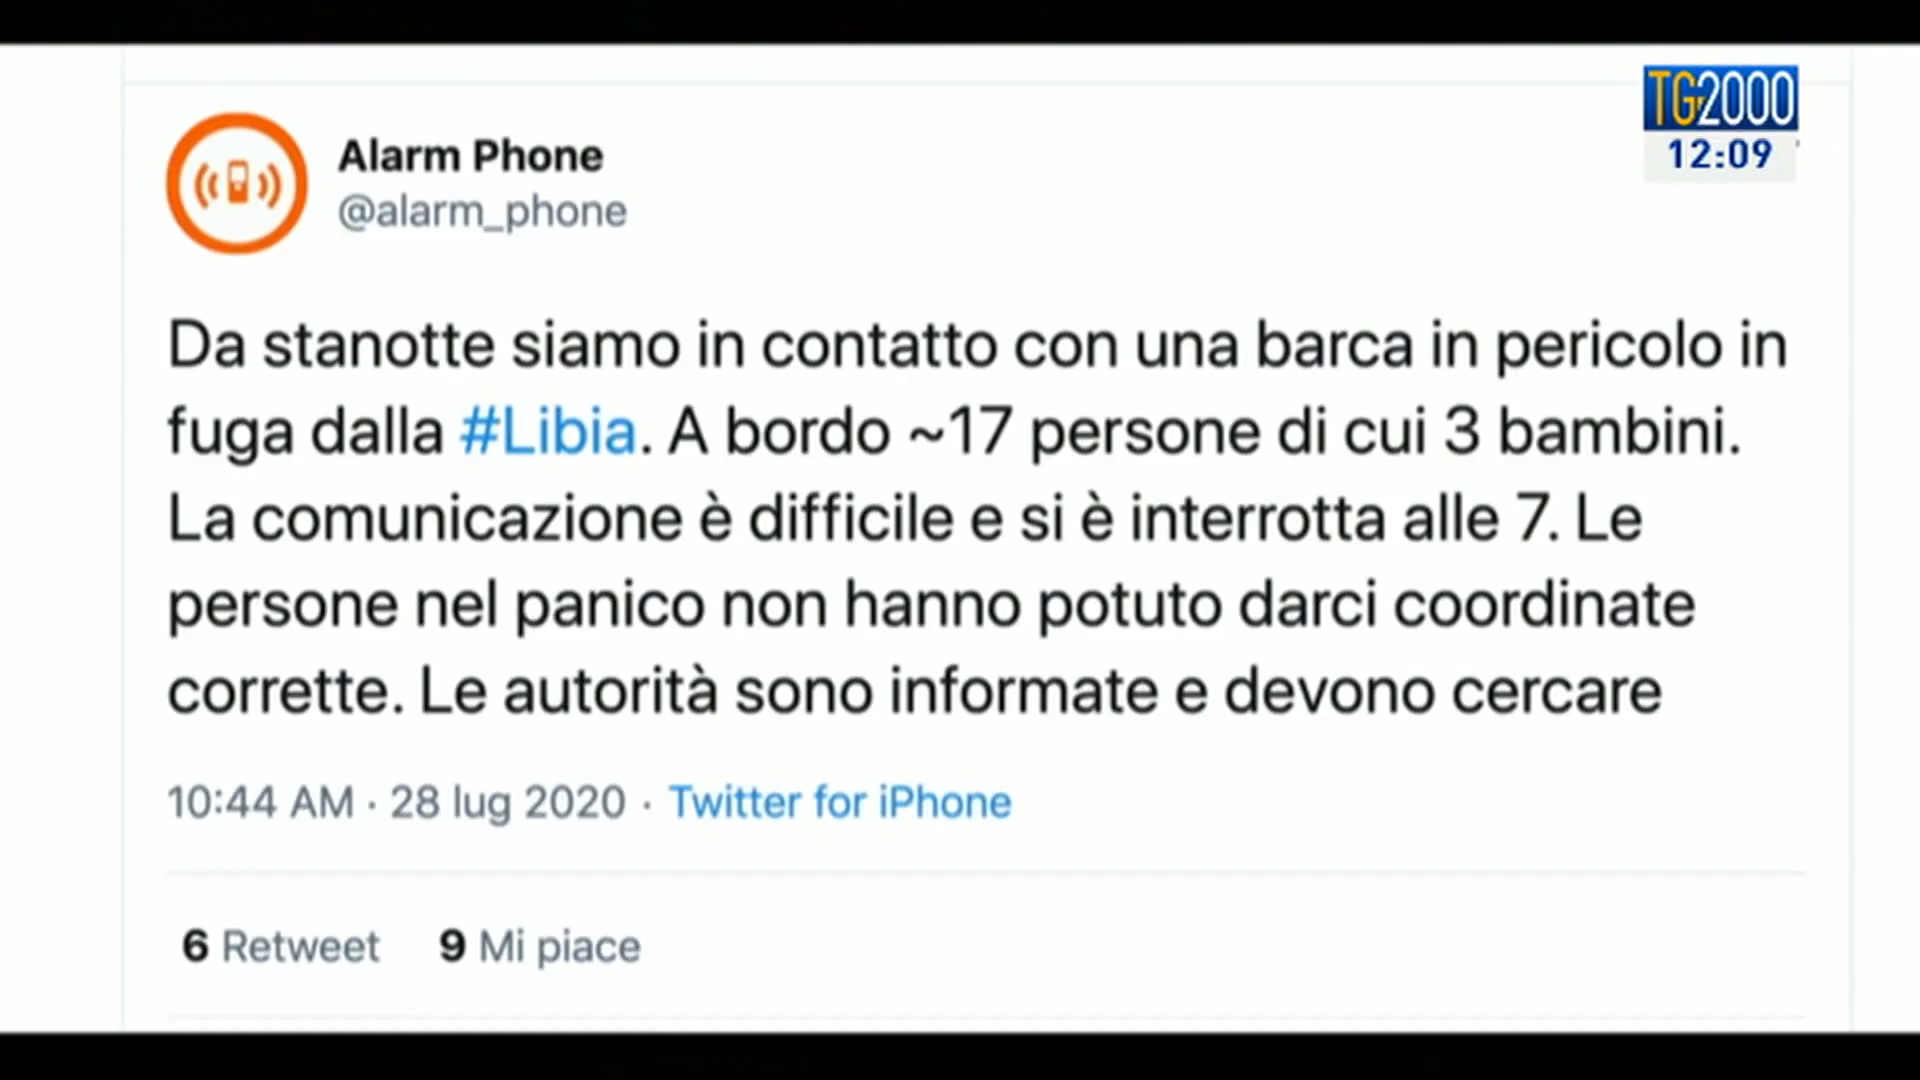 TG2000
12:09
Alarm Phone
@alarm_phone
Da stanotte siamo in contatto con una barca in pericolo in
fuga dalla #Libia. A bordo ~17 persone di cui 3 bambini.
La comunicazione è difficile e si è interrotta alle 7. Le
persone nel panico non hanno potuto darci coordinate
corrette. Le autorità sono informate e devono cercare
10:44 AM · 28 lug 2020 · Twitter for iPhone
6 Retweet 9 Mi piace